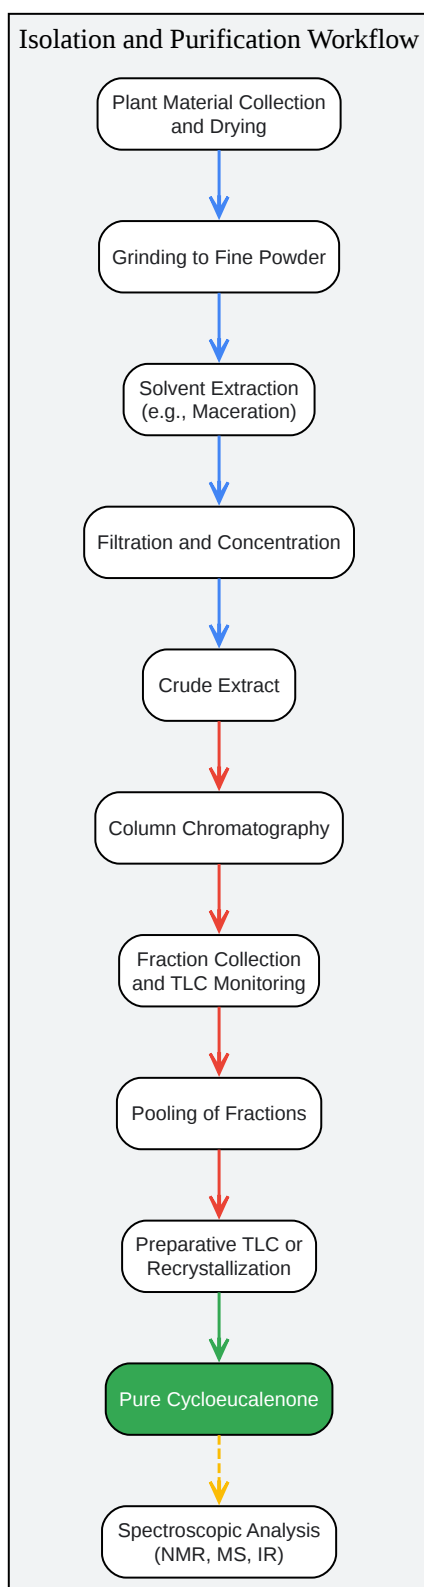 Isolation and Purification Workflow
Plant Material Collection
and Drying
Grinding to Fine Powder
Solvent Extraction
(e.g., Maceration)
Filtration and Concentration
Crude Extract
Column Chromatography
Fraction Collection
and TLC Monitoring
Pooling of Fractions
Preparative TLC or
Recrystallization
Pure Cycloeucalenone
Spectroscopic Analysis
(NMR, MS, IR)